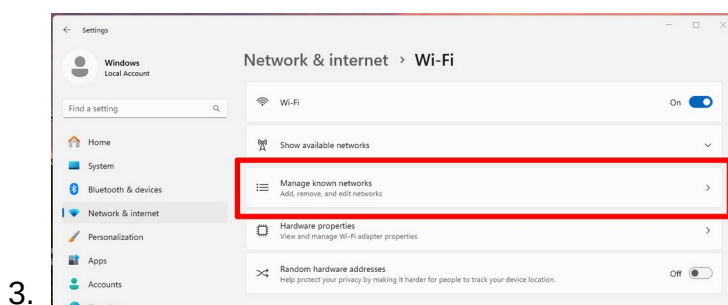 Settings
Windows
Local Account
Find a setting
Home
System
Bluetooth & devices
Network & internet
Personalization
Apps
Accounts
Network & internet > Wi-Fi
Wi-Fi
On
Show available networks
Manage known networks
Add, remove, and edit networks
Hardware properties
View and manage Wi-Fi adapter properties
Random hardware addresses
Help protect your privacy by making it harder for people to track your device location.
Off
3.